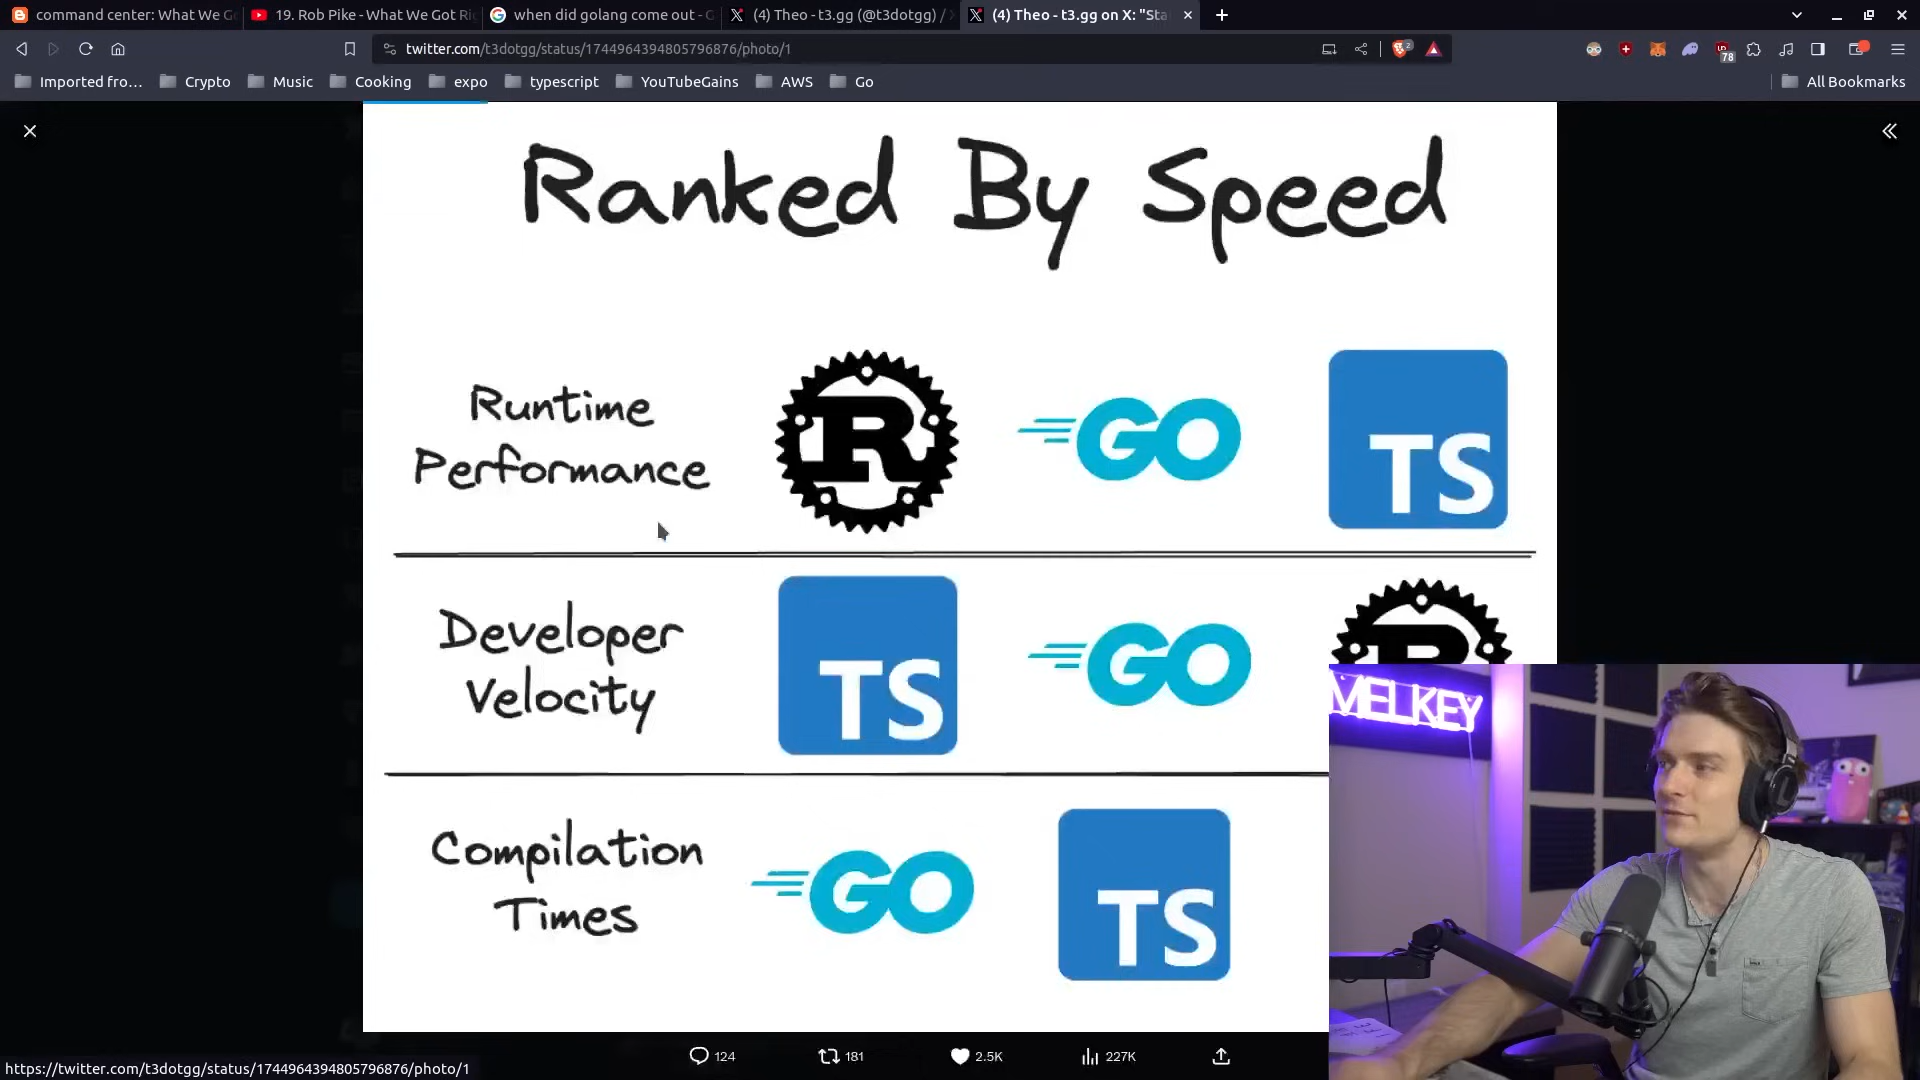 command center: What We G
19. Rob Pike - What We Got Ri
when did golang come out - G
(4) Theo - t3.gg (@t3dotgg) /
(4) Theo - t3.gg on X: "Sta
twitter.com/t3dotgg/status/1744964394805796876/photo/1
2
78
Imported fro...
Crypto
Music
Cooking
expo
typescript
YouTubeGains
AWS
Go
All Bookmarks
Ranked By Speed
Runtime
Performance
R
GO
TS
Developer
Velocity
TS
GO
R
MELKEY
Compilation
Times
GO
TS
124
181
2.5K
227K
https://twitter.com/t3dotgg/status/1744964394805796876/photo/1